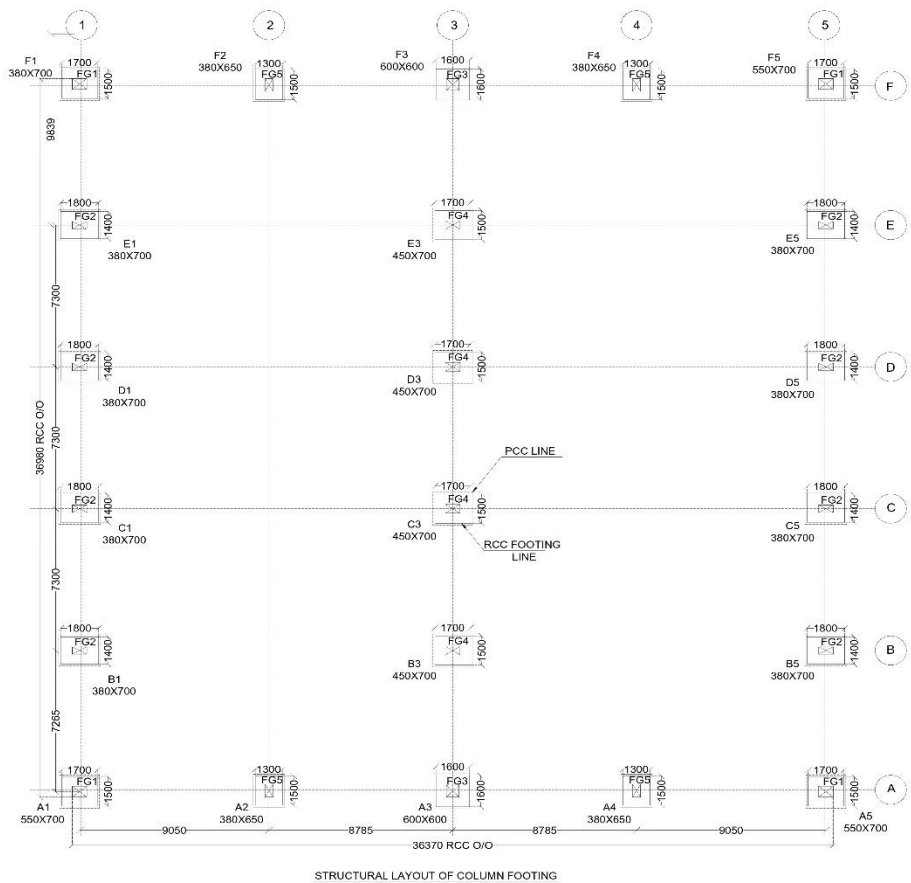 1 2 3 4 5
F1
380X700
1700
FG1
1500
F2
380X650
1300
FG5
1500
F3
600X600
1600
FG3
1600
F4
380X650
1300
FG5
1500
F5
550X700
1700
FG1
1500
F
9839
1800
FG2
1400
E1
380X700
1700
FG4
1500
E3
450X700
1800
FG2
1400
E5
380X700
E
7300
1800
FG2
1400
D1
380X700
1700
FG4
1500
D3
450X700
1800
FG2
1400
D5
380X700
D
36980 RCC O/O
7300
PCC LINE
1800
FG2
1400
C1
380X700
1700
FG4
1500
C3
450X700
RCC FOOTING
LINE
1800
FG2
1400
C5
380X700
C
7300
1800
FG2
1400
B1
380X700
1700
FG4
1500
B3
450X700
1800
FG2
1400
B5
380X700
B
7265
1700
FG1
1500
A1
550X700
1300
FG5
1500
A2
380X650
1600
FG3
1600
A3
600X600
1300
FG5
1500
A4
380X650
1700
FG1
1500
A5
550X700
A
9050 8785 8785 9050
36370 RCC O/O
STRUCTURAL LAYOUT OF COLUMN FOOTING